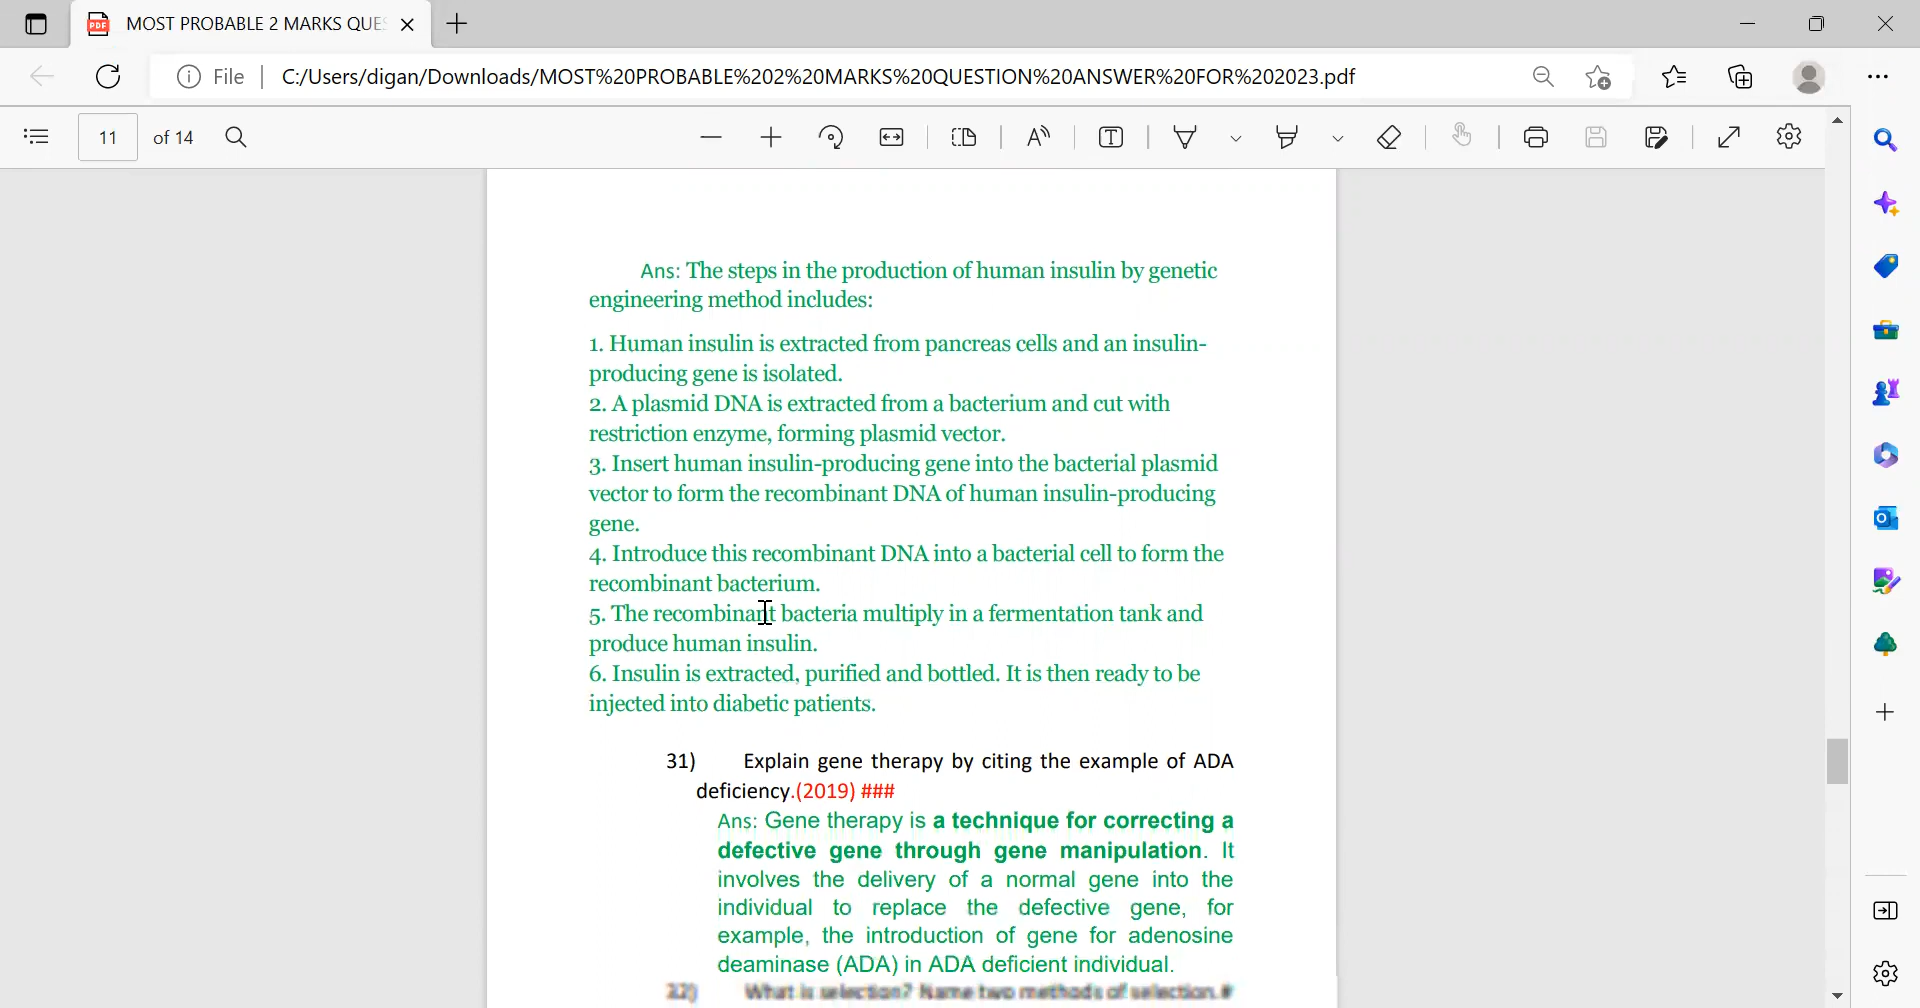 MOST PROBABLE 2 MARKS QUES
File
C:/Users/digan/Downloads/MOST%20PROBABLE%202%20MARKS%20QUESTION%20ANSWER%20FOR%202023.pdf
11 of 14
Ans: The steps in the production of human insulin by genetic
engineering method includes:
1. Human insulin is extracted from pancreas cells and an insulin-
producing gene is isolated.
2. A plasmid DNA is extracted from a bacterium and cut with
restriction enzyme, forming plasmid vector.
3. Insert human insulin-producing gene into the bacterial plasmid
vector to form the recombinant DNA of human insulin-producing
gene.
4. Introduce this recombinant DNA into a bacterial cell to form the
recombinant bacterium.
5. The recombinant bacteria multiply in a fermentation tank and
produce human insulin.
6. Insulin is extracted, purified and bottled. It is then ready to be
injected into diabetic patients.
31) Explain gene therapy by citing the example of ADA
deficiency.(2019) ###
Ans: Gene therapy is a technique for correcting a
defective gene through gene manipulation. It
involves the delivery of a normal gene into the
individual to replace the defective gene, for
example, the introduction of gene for adenosine
deaminase (ADA) in ADA deficient individual.
32) What is selection? Name two methods of selection.#